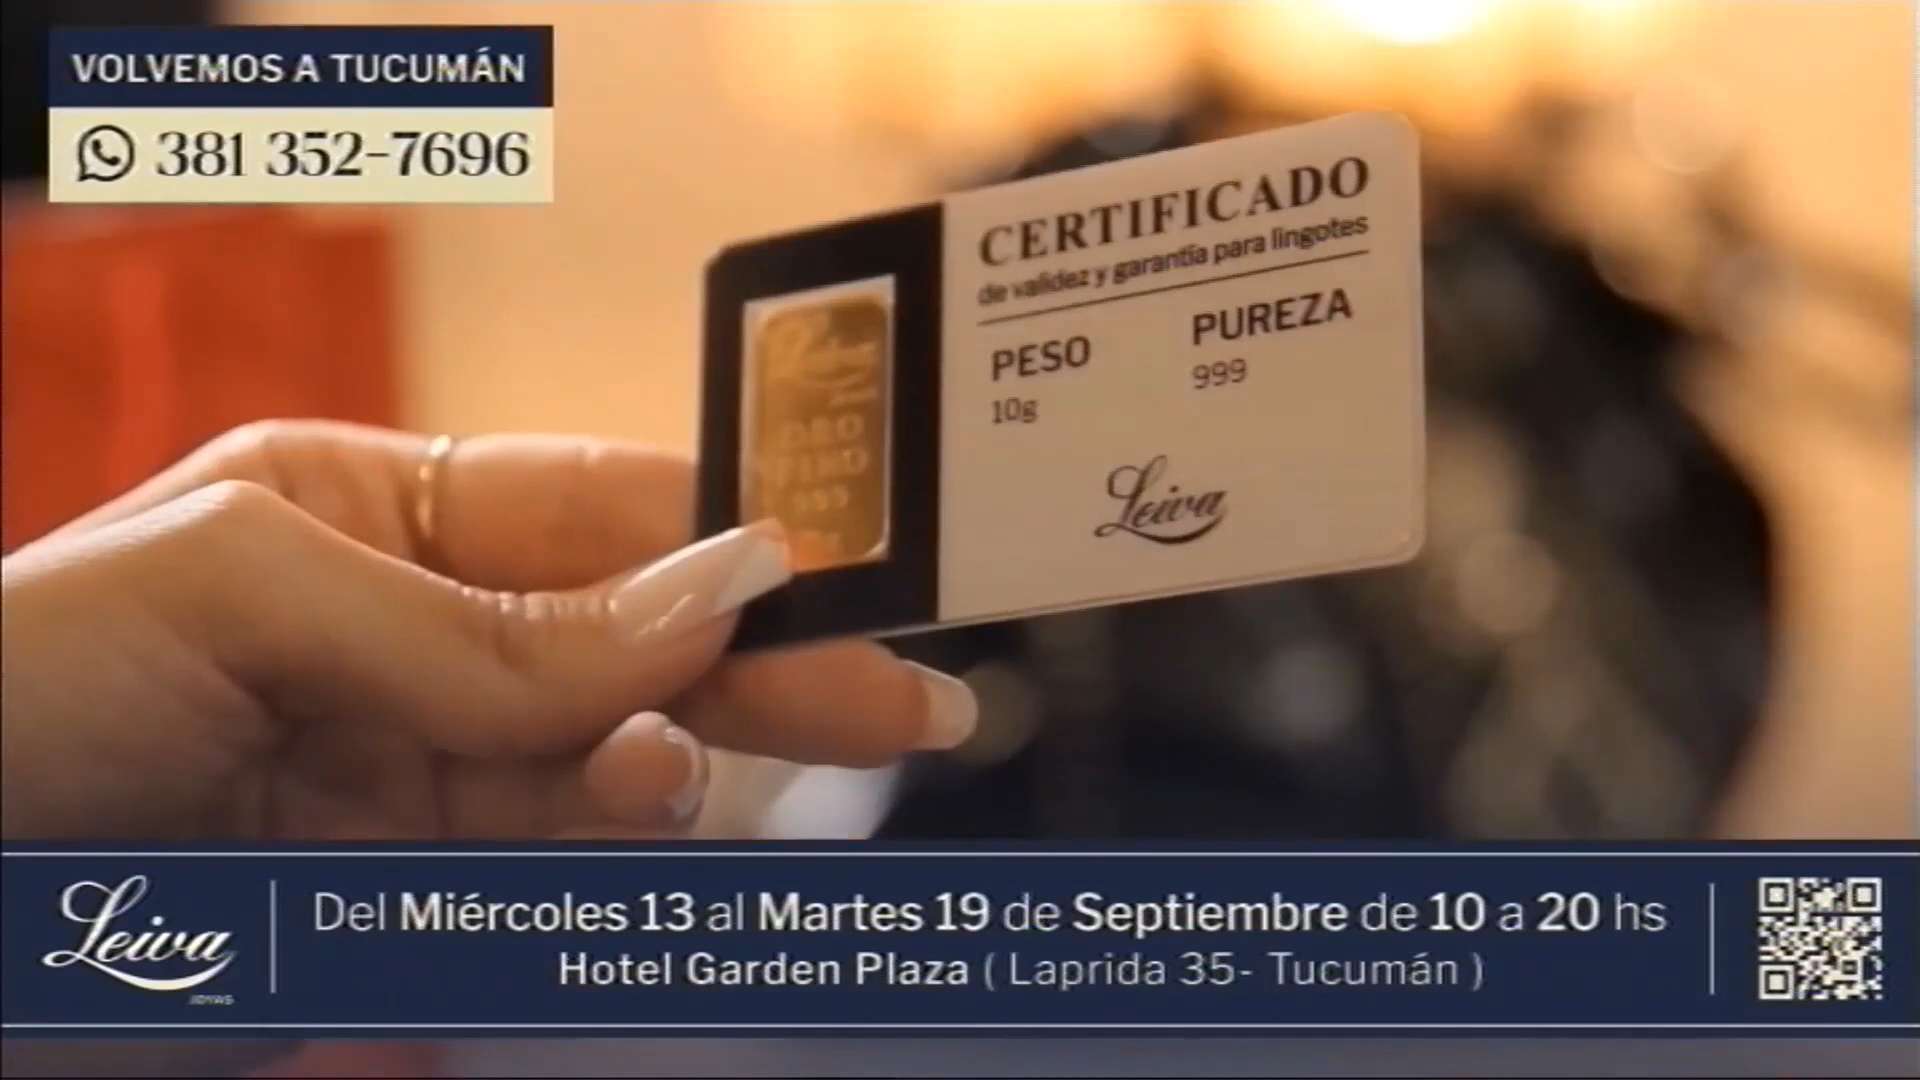 VOLVEMOS A TUCUMÁN
381 352-7696
CERTIFICADO
de validez y garantía para lingotes
PESO
PUREZA
10g
999
Leiva
ORO
FINO
999
Leiva
JOYAS
Del Miércoles 13 al Martes 19 de Septiembre de 10 a 20 hs
Hotel Garden Plaza ( Laprida 35- Tucumán )